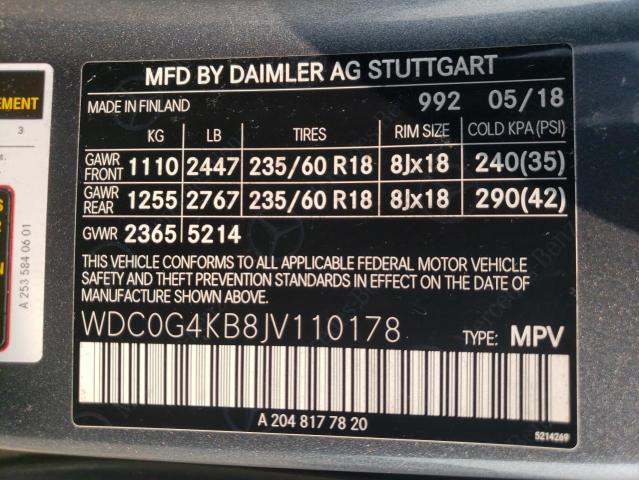 MFD BY DAIMLER AG STUTTGART
MADE IN FINLAND 992 05/18
KG LB TIRES RIM SIZE COLD KPA (PSI)
GAWR FRONT 1110 2447 235/60 R18 8Jx18 240(35)
GAWR REAR 1255 2767 235/60 R18 8Jx18 290(42)
GVWR 2365 5214
THIS VEHICLE CONFORMS TO ALL APPLICABLE FEDERAL MOTOR VEHICLE
SAFETY AND THEFT PREVENTION STANDARDS IN EFFECT ON THE DATE OF
MANUFACTURE SHOWN ABOVE.
WDC0G4KB8JV110178 TYPE: MPV
A 204 817 78 20
5214269
EMENT
3
A 253 584 06 01